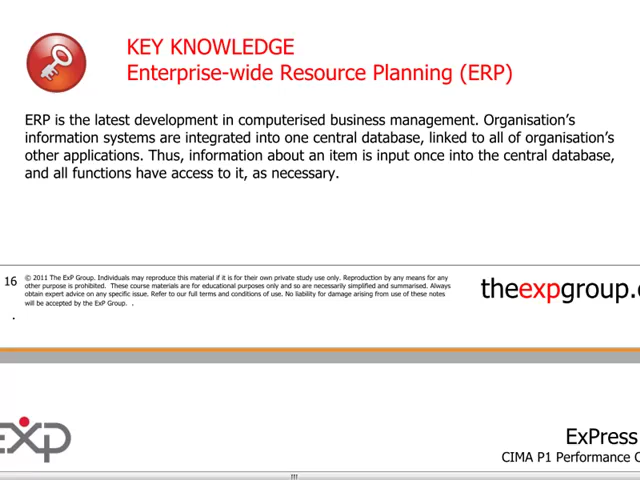 KEY KNOWLEDGE
Enterprise-wide Resource Planning (ERP)
ERP is the latest development in computerised business management. Organisation’s
information systems are integrated into one central database, linked to all of organisation’s
other applications. Thus, information about an item is input once into the central database,
and all functions have access to it, as necessary.
16
© 2011 The ExP Group. Individuals may reproduce this material if it is for their own private study use only. Reproduction by any means for any
other purpose is prohibited. These course materials are for educational purposes only and so are necessarily simplified and summarised. Always
obtain expert advice on any specific issue. Refer to our full terms and conditions of use. No liability for damage arising from use of these notes
will be accepted by the ExP Group. .
theexpgroup.
.
EXP
ExPress
CIMA P1 Performance